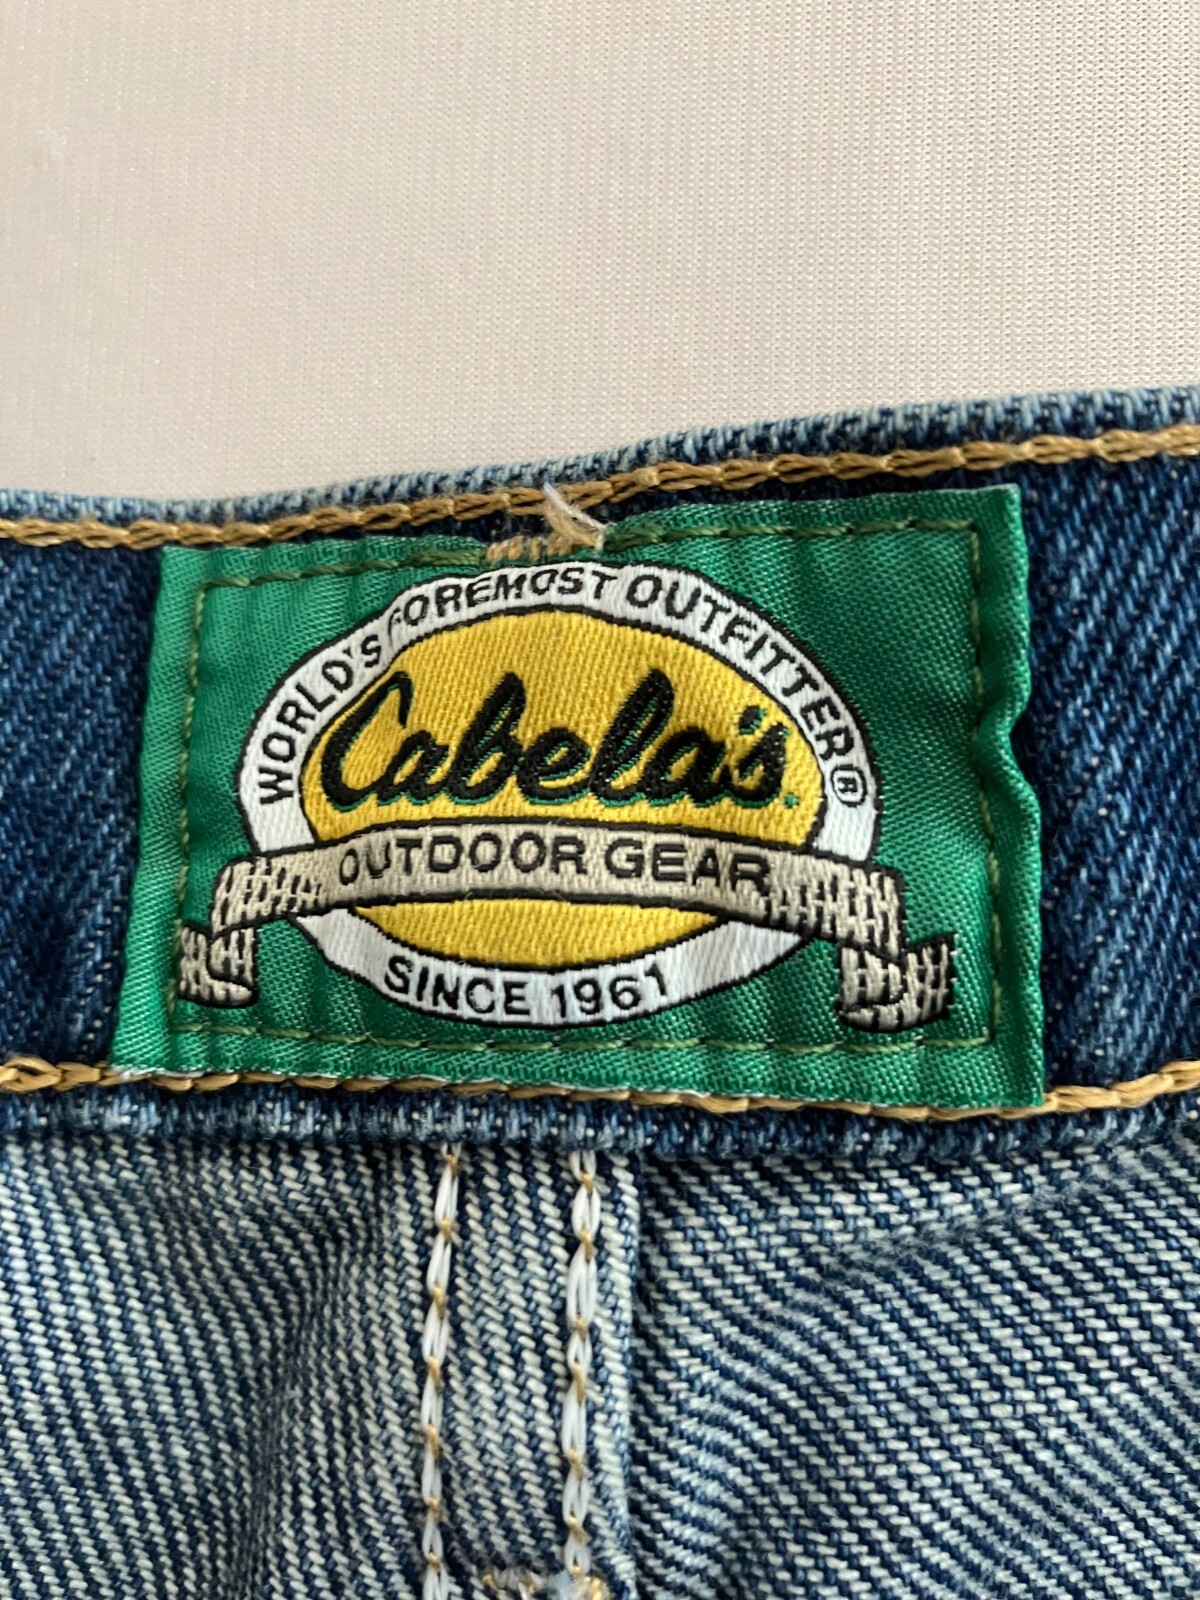 WORLD'S FOREMOST OUTFITTER®
Cabela's.
OUTDOOR GEAR
SINCE 1961